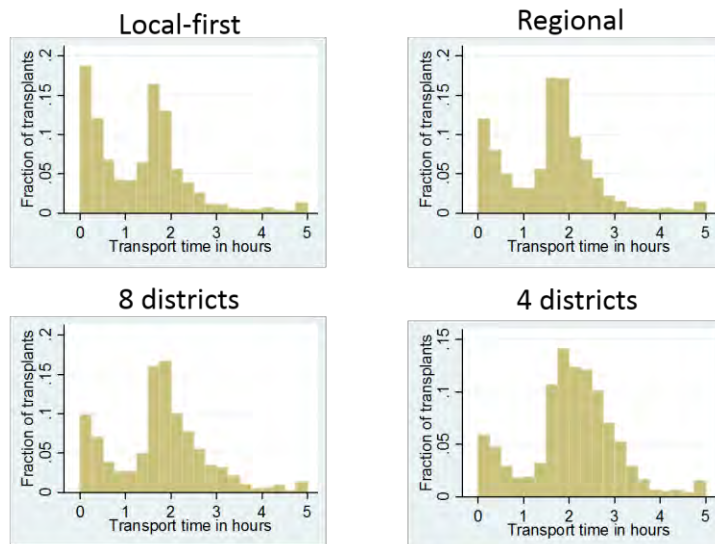 Local-first
Regional
Fraction of transplants
0 .05 .1 .15 .2
0 1 2 3 4 5
Transport time in hours
Fraction of transplants
0 .05 .1 .15 .2
0 1 2 3 4 5
Transport time in hours
8 districts
4 districts
Fraction of transplants
0 .05 .1 .15 .2
0 1 2 3 4 5
Transport time in hours
Fraction of transplants
0 .05 .1 .15
0 1 2 3 4 5
Transport time in hours